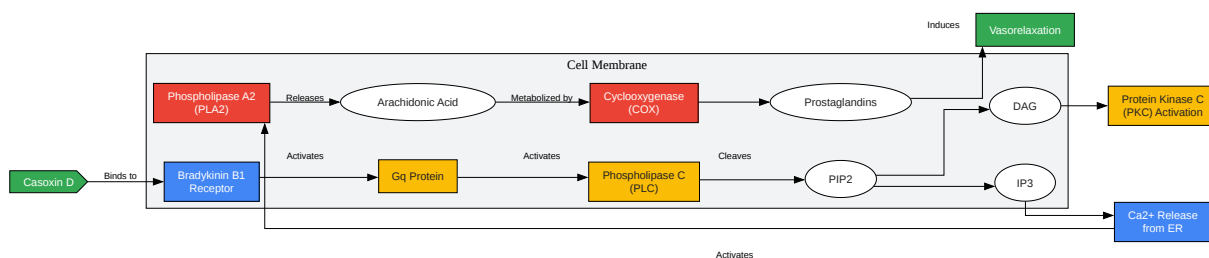 Induces
Vasorelaxation
Cell Membrane
Phospholipase A2
(PLA2)
Releases
Arachidonic Acid
Metabolized by
Cyclooxygenase
(COX)
Prostaglandins
DAG
Protein Kinase C
(PKC) Activation
Casoxin D
Binds to
Bradykinin B1
Receptor
Activates
Gq Protein
Activates
Phospholipase C
(PLC)
Cleaves
PIP2
IP3
Ca2+ Release
from ER
Activates